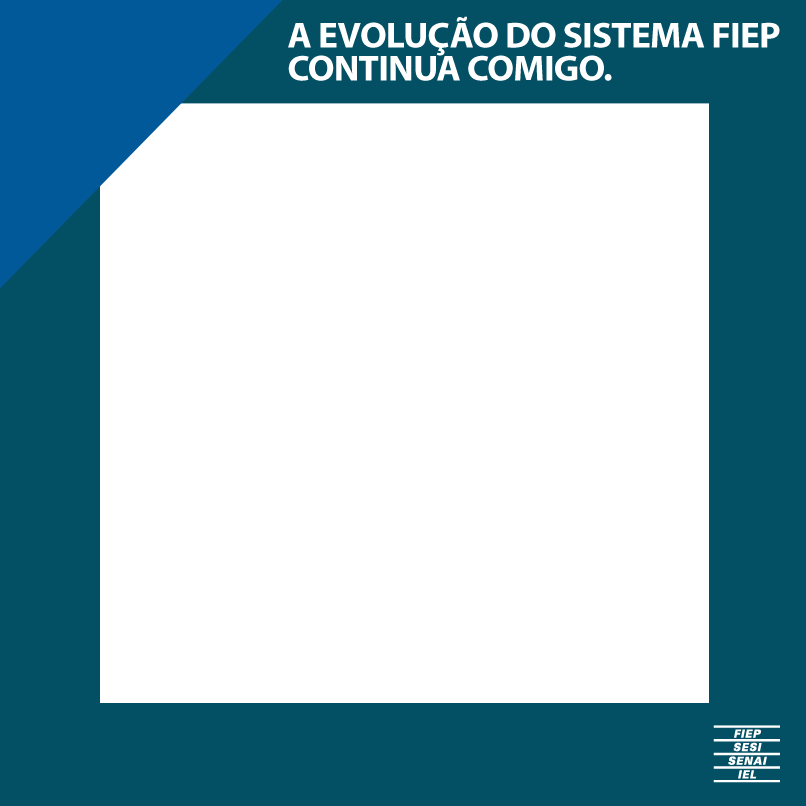 A EVOLUÇÃO DO SISTEMA FIEP
CONTINUA COMIGO.
FIEP
SESI
SENAI
IEL